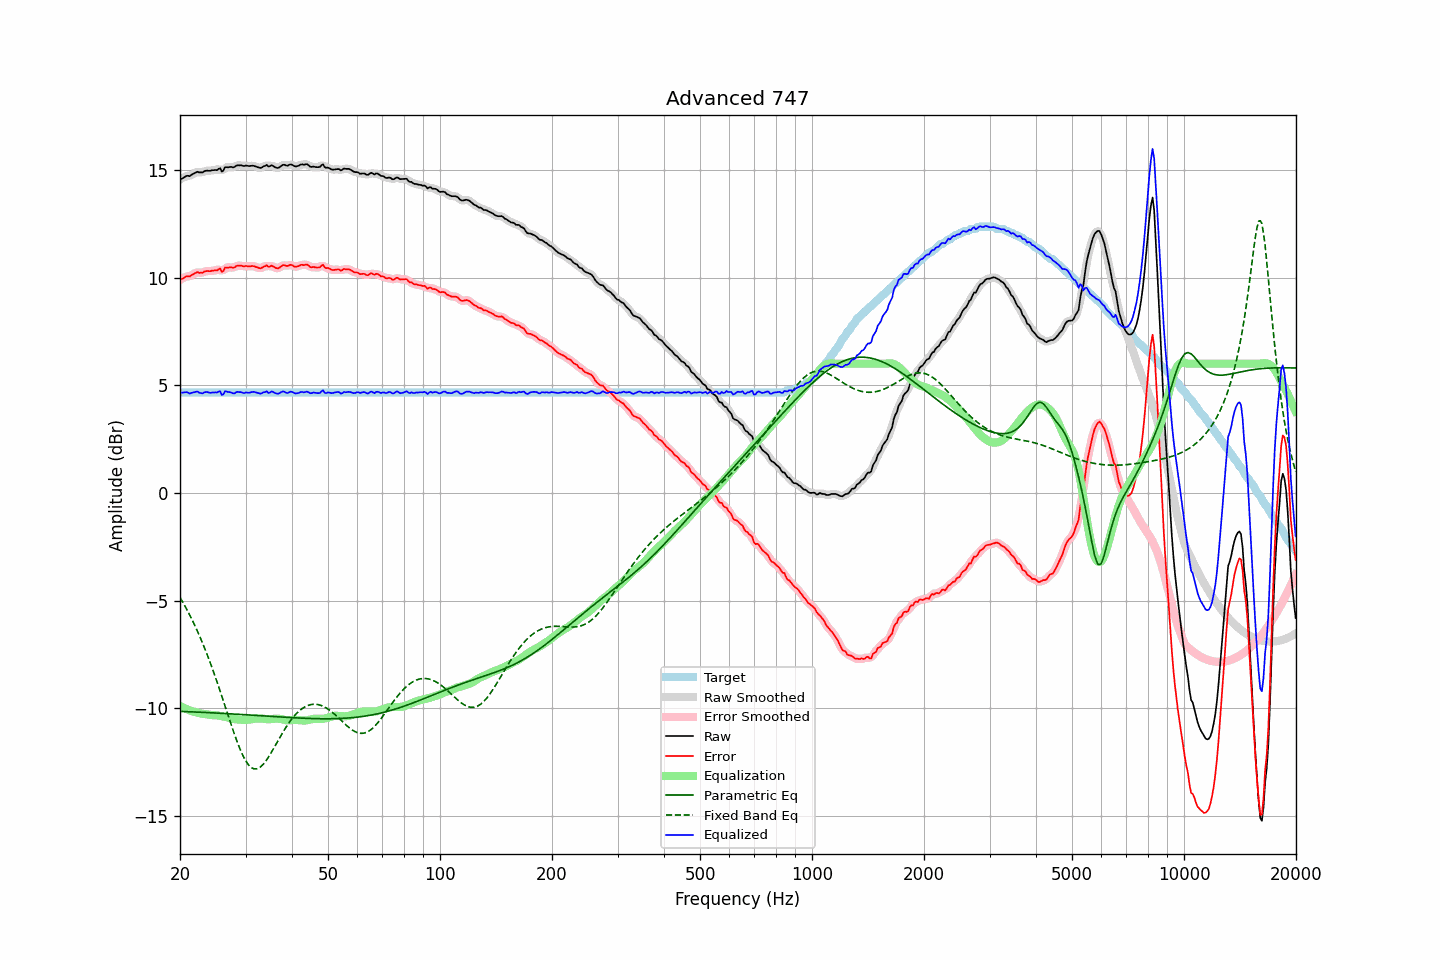 Advanced 747
Amplitude (dBr)
15
10
5
0
−5
−10
−15
Target
Raw Smoothed
Error Smoothed
Raw
Error
Equalization
Parametric Eq
Fixed Band Eq
Equalized
20 50 100 200 500 1000 2000 5000 10000 20000
Frequency (Hz)